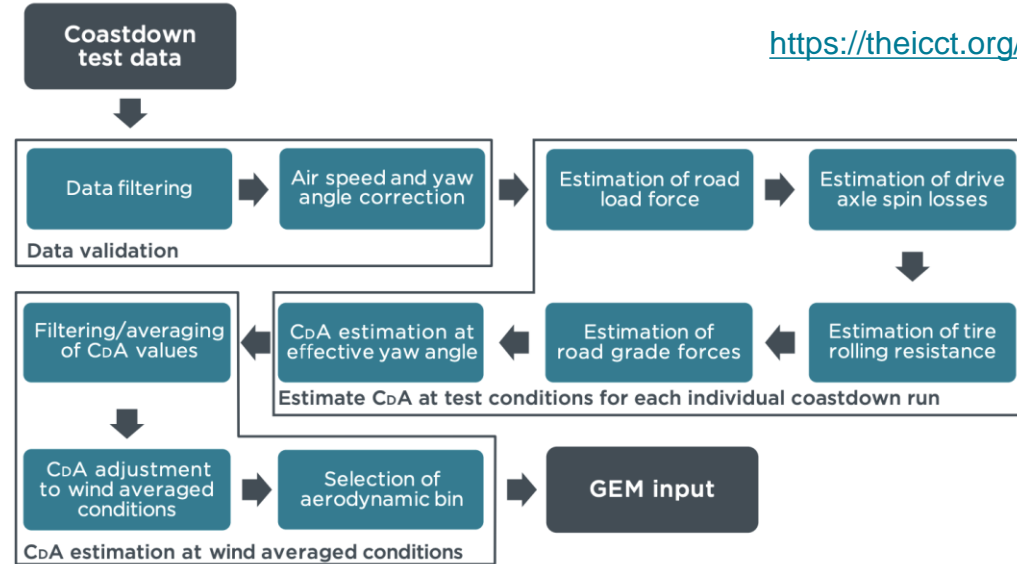 Coastdown
test data
https://theicct.org/
Data filtering
Air speed and yaw
angle correction
Data validation
Estimation of road
load force
Estimation of drive
axle spin losses
Estimation of tire
rolling resistance
Estimation of
road grade forces
CDA estimation at
effective yaw angle
Estimate CDA at test conditions for each individual coastdown run
Filtering/averaging
of CDA values
CDA adjustment
to wind averaged
conditions
Selection of
aerodynamic bin
CDA estimation at wind averaged conditions
GEM input